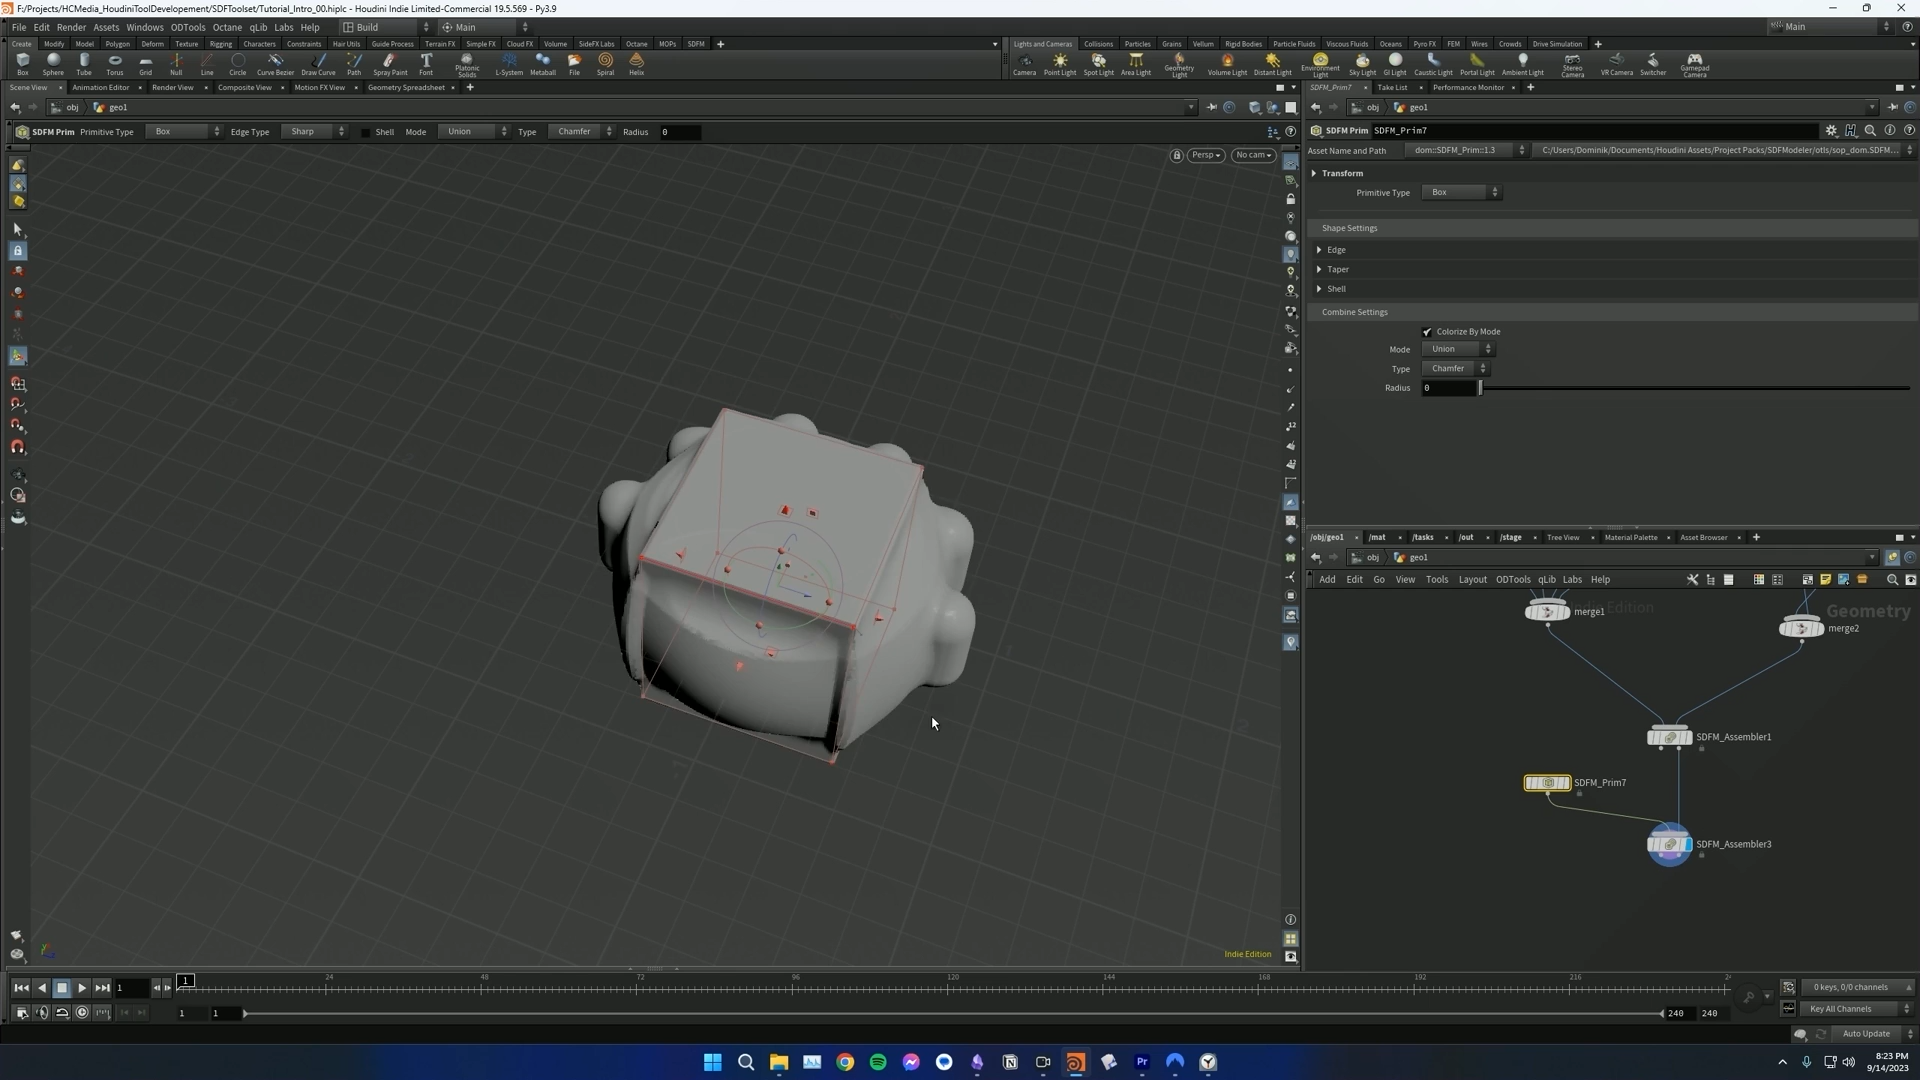 F:/Projects/HCMedia_HoudiniToolDevelopement/SDFToolset/Tutorial_Intro_00.hiplc - Houdini Indie Limited-Commercial 19.5.569 - Py3.9
File Edit Render Assets Windows ODTools Octane qLib Labs Help Build Main Main
Create Modify Model Polygon Deform Texture Rigging Characters Constraints Hair Utils Guide Process Terrain FX Simple FX Cloud FX Volume SideFX Labs Octane MOPs SDFM
Lights and Cameras Collisions Particles Grains Vellum Rigid Bodies Particle Fluids Viscous Fluids Oceans Pyro FX FEM Wires Crowds Drive Simulation
Box Sphere Tube Torus Grid Null Line Circle Curve Bezier Draw Curve Path Spray Paint Font Platonic Solids L-System Metaball File Spiral Helix
Camera Point Light Spot Light Area Light Geometry Light Volume Light Distant Light Environment Light Sky Light GI Light Caustic Light Portal Light Ambient Light Stereo Camera VR Camera Switcher Gamepad Camera
Scene View Animation Editor Render View Composite View Motion FX View Geometry Spreadsheet
SDFM_Prim7 Take List Performance Monitor
obj geo1
obj geo1
SDFM Prim Primitive Type Box Edge Type Sharp Shell Mode Union Type Chamfer Radius 0
SDFM Prim SDFM_Prim7
Asset Name and Path dom::SDFM_Prim::1.3 C:/Users/Dominik/Documents/Houdini Assets/Project Packs/SDFModeler/otls/sop_dom.SDFM...
Persp No cam
Transform
Primitive Type Box
Shape Settings
Edge
Taper
Shell
Combine Settings
Colorize By Mode
Mode Union
Type Chamfer
Radius 0
/obj/geo1 /mat /tasks /out /stage Tree View Material Palette Asset Browser
obj geo1
Add Edit Go View Tools Layout ODTools qLib Labs Help
Indie Edition
Geometry
merge1
merge2
SDFM_Assembler1
SDFM_Prim7
SDFM_Assembler3
Indie Edition
1 1 24 48 72 96 120 144 168 192 216
0 keys, 0/0 channels
1 1 240 240
Key All Channels
Auto Update
8:23 PM
9/14/2023